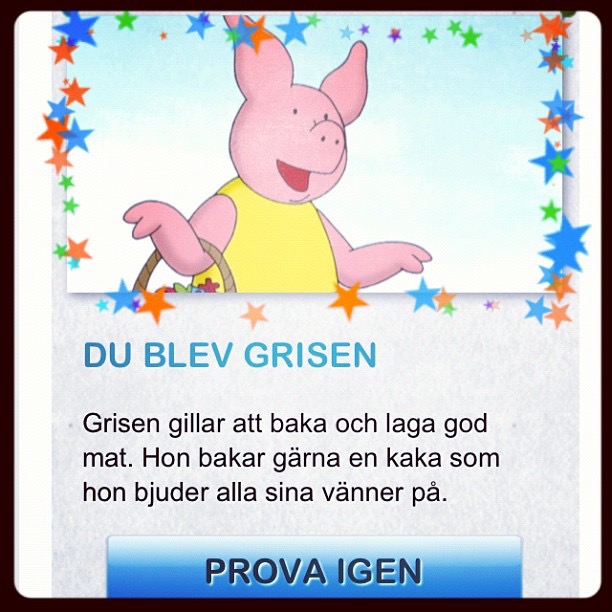 DU BLEV GRISEN
Grisen gillar att baka och laga god
mat. Hon bakar gärna en kaka som
hon bjuder alla sina vänner på.
PROVA IGEN